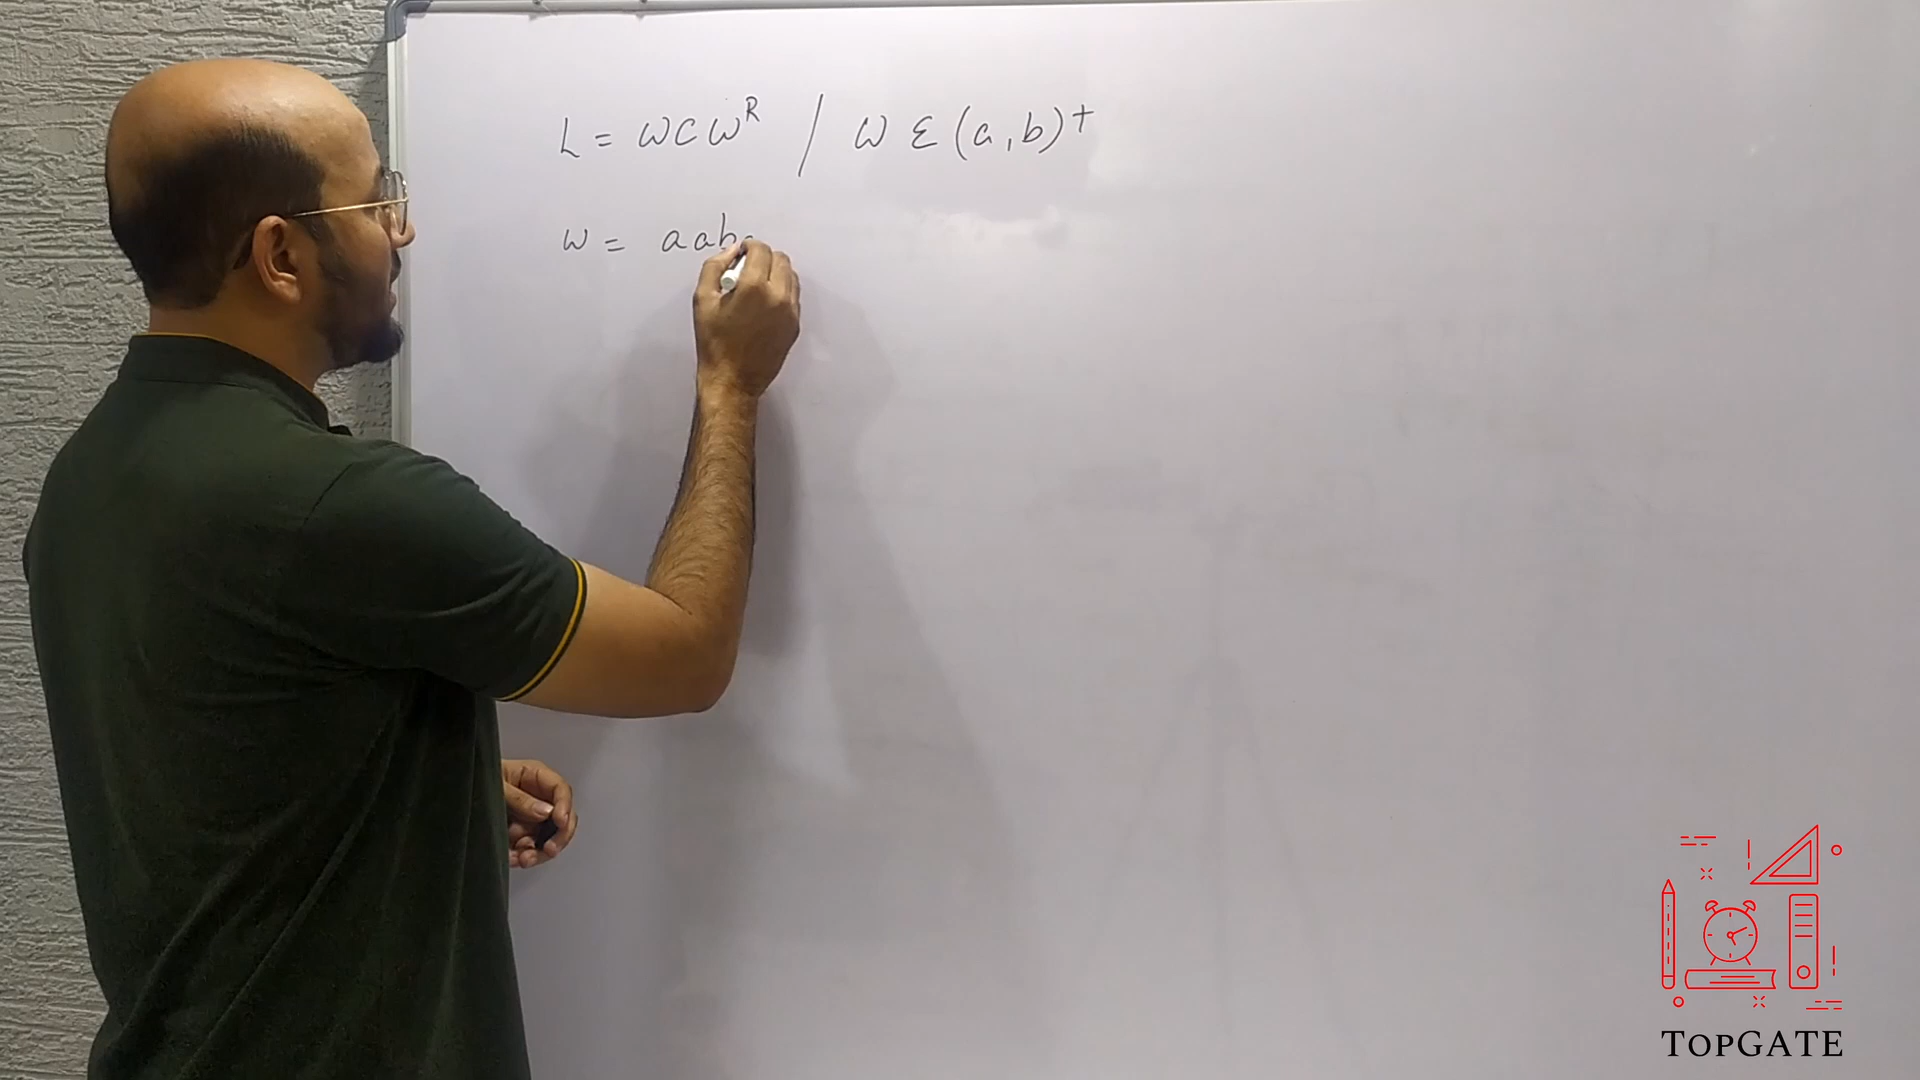 L = WCW^R / W ε (a, b)^+
W = aab
TOPGATE